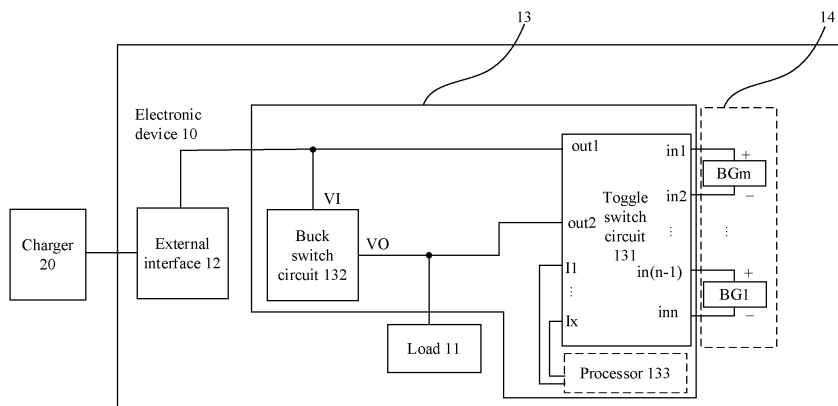 13
14
Electronic
device 10
out1
in1
+
BGm
VI
in2
−
Toggle
switch
circuit
131
⋮
⋮
Charger
20
External
interface 12
Buck
switch
circuit 132
VO
out2
I1
⋮
in(n-1)
+
BG1
Ix
inn
−
Load 11
Processor 133